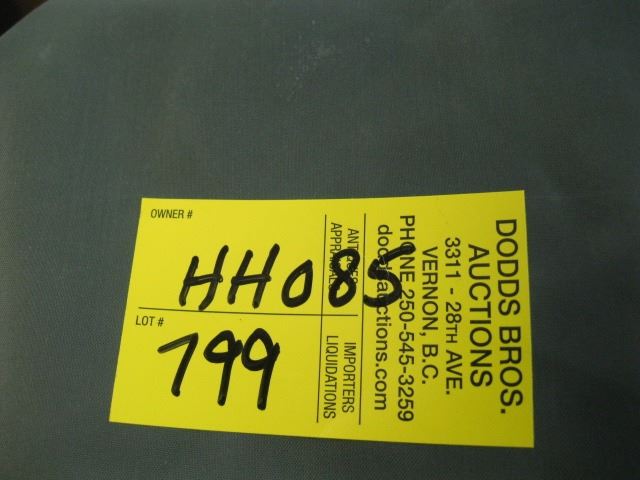 OWNER #
HH085
LOT #
799
DODDS BROS.
AUCTIONS
3311 - 28TH AVE.
VERNON, B.C.
PHONE 250-545-3259
doddsauctions.com
ANTIQUES
APPRAISALS
IMPORTERS
LIQUIDATIONS